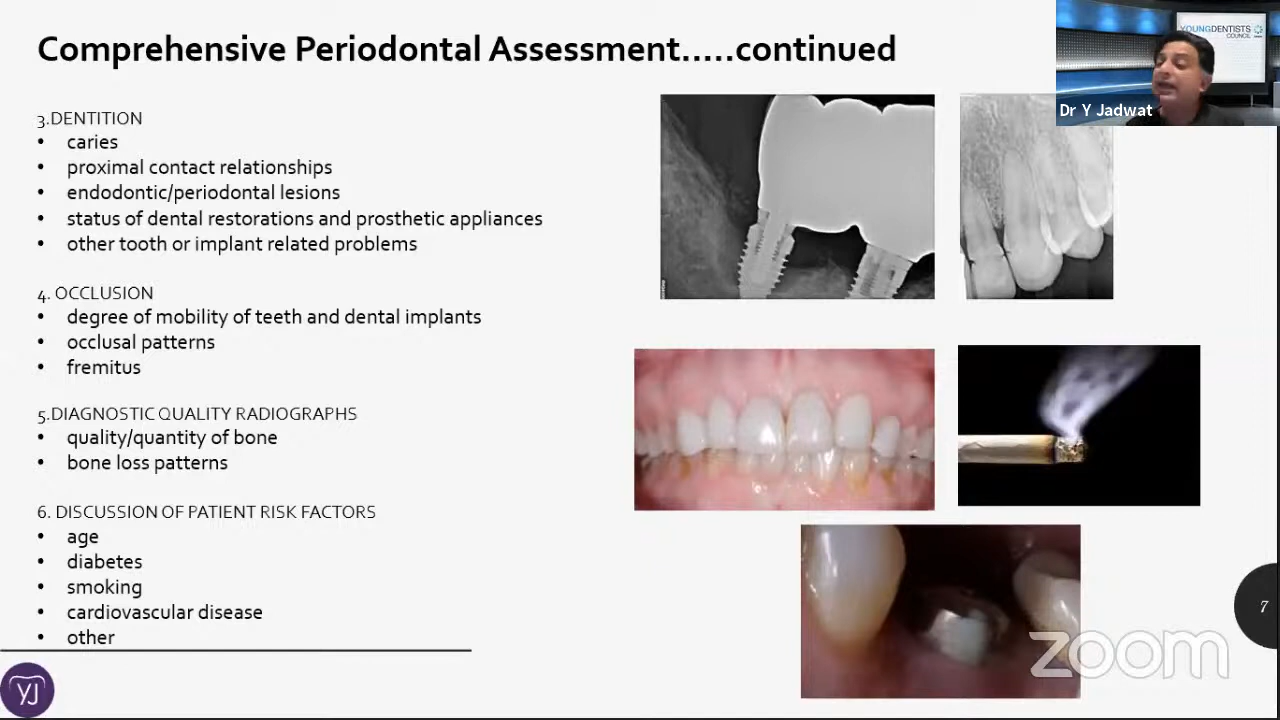 Comprehensive Periodontal Assessment.....continued
YOUNGDENTISTS
COUNCIL
Dr Y Jadwat
3.DENTITION
• caries
• proximal contact relationships
• endodontic/periodontal lesions
• status of dental restorations and prosthetic appliances
• other tooth or implant related problems
4. OCCLUSION
• degree of mobility of teeth and dental implants
• occlusal patterns
• fremitus
5.DIAGNOSTIC QUALITY RADIOGRAPHS
• quality/quantity of bone
• bone loss patterns
6. DISCUSSION OF PATIENT RISK FACTORS
• age
• diabetes
• smoking
• cardiovascular disease
• other
7
zoom
YJ